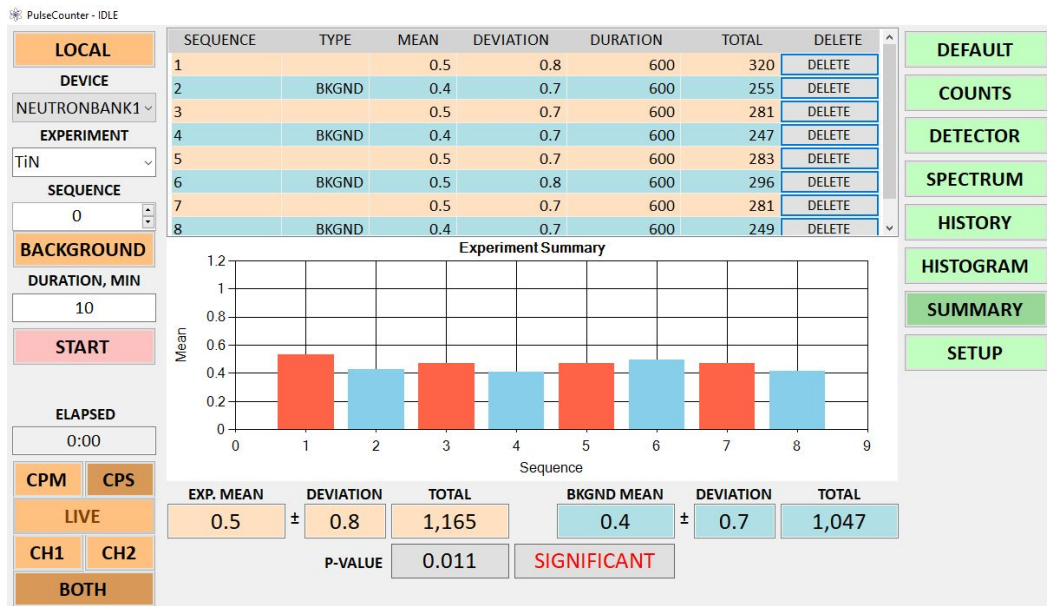 PulseCounter - IDLE
LOCAL
DEVICE
NEUTRONBANK1
EXPERIMENT
TiN
SEQUENCE
0
BACKGROUND
DURATION, MIN
10
START
ELAPSED
0:00
CPM CPS
LIVE
CH1 CH2
BOTH
SEQUENCE TYPE MEAN DEVIATION DURATION TOTAL DELETE
1 0.5 0.8 600 320 DELETE
2 BKGND 0.4 0.7 600 255 DELETE
3 0.5 0.7 600 281 DELETE
4 BKGND 0.4 0.7 600 247 DELETE
5 0.5 0.7 600 283 DELETE
6 BKGND 0.5 0.8 600 296 DELETE
7 0.5 0.7 600 281 DELETE
8 BKGND 0.4 0.7 600 249 DELETE
Experiment Summary
Mean
1.2
1
0.8
0.6
0.4
0.2
0
0 1 2 3 4 5 6 7 8 9
Sequence
EXP. MEAN DEVIATION TOTAL BKGND MEAN DEVIATION TOTAL
0.5 ± 0.8 1,165 0.4 ± 0.7 1,047
P-VALUE 0.011 SIGNIFICANT
DEFAULT
COUNTS
DETECTOR
SPECTRUM
HISTORY
HISTOGRAM
SUMMARY
SETUP